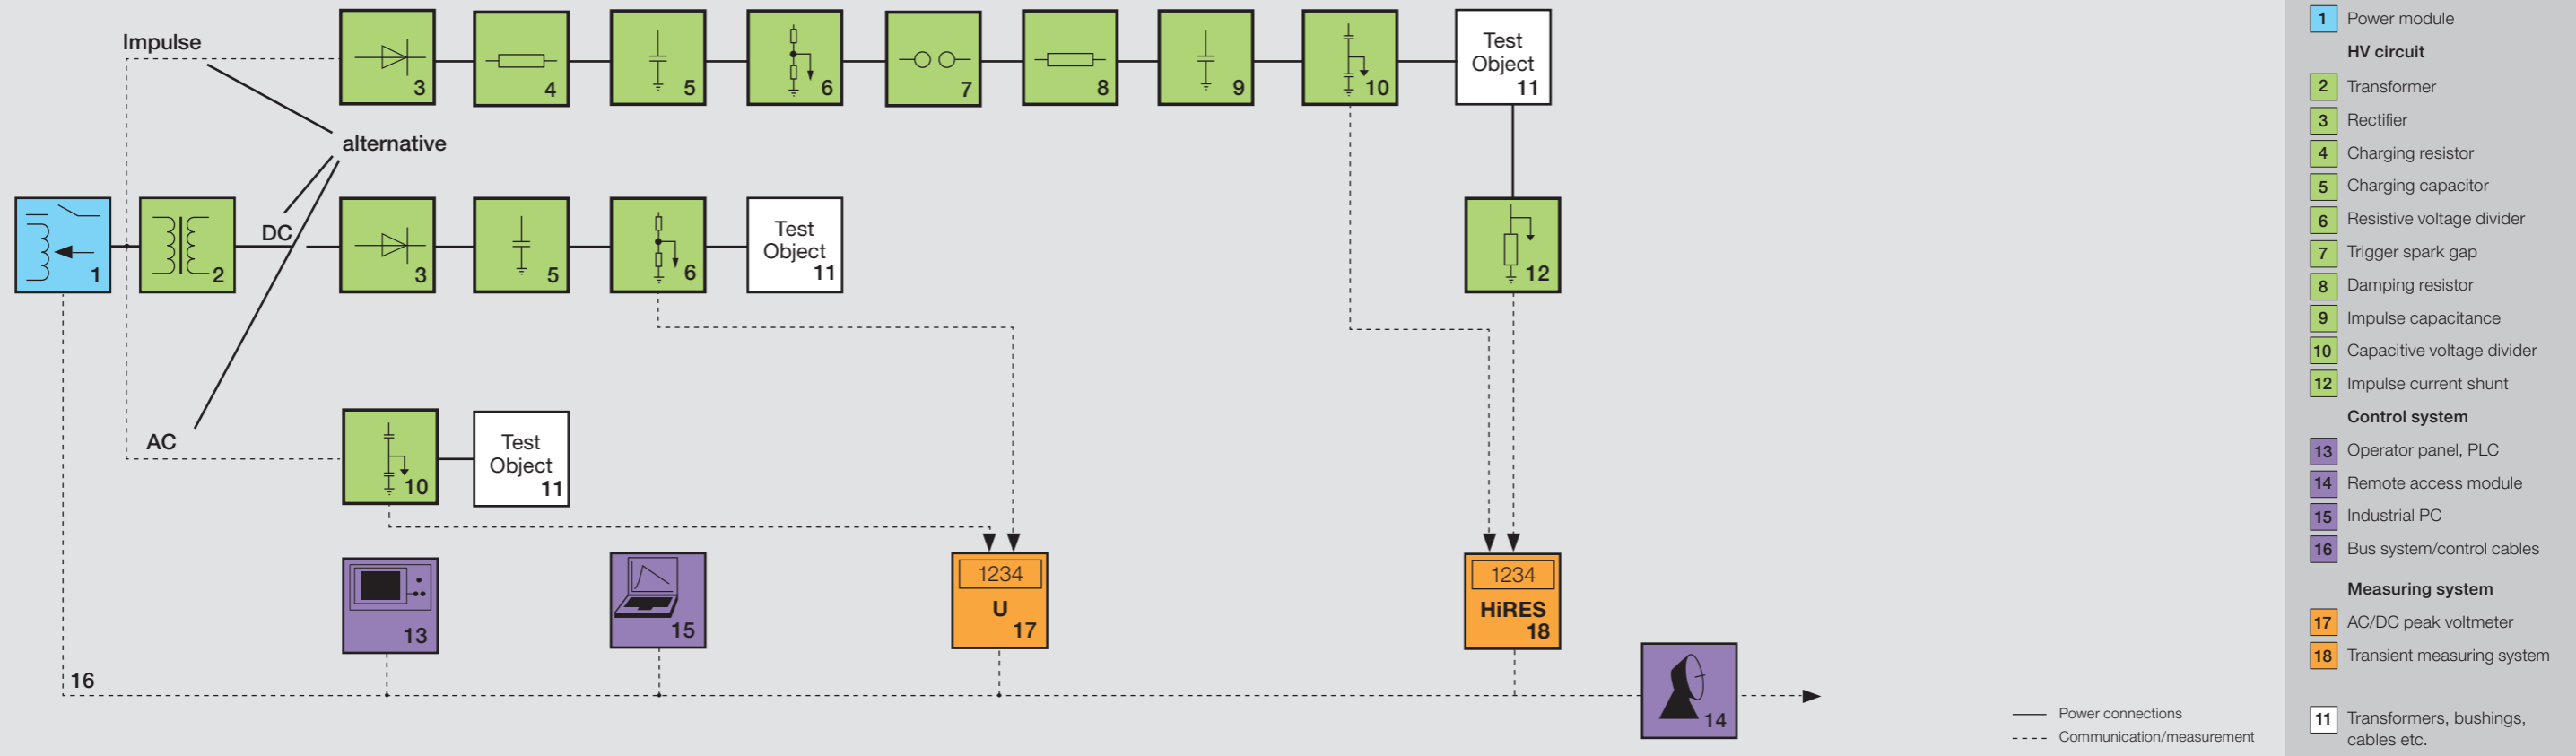 Impulse
3
4
5
6
7
8
9
10
Test
Object
11
alternative
1
2
DC
3
5
6
Test
Object
11
12
AC
10
Test
Object
11
13
15
1234
U
17
1234
HiRES
18
14
16
Power connections
Communication/measurement
1 Power module
HV circuit
2 Transformer
3 Rectifier
4 Charging resistor
5 Charging capacitor
6 Resistive voltage divider
7 Trigger spark gap
8 Damping resistor
9 Impulse capacitance
10 Capacitive voltage divider
12 Impulse current shunt
Control system
13 Operator panel, PLC
14 Remote access module
15 Industrial PC
16 Bus system/control cables
Measuring system
17 AC/DC peak voltmeter
18 Transient measuring system
11 Transformers, bushings,
cables etc.